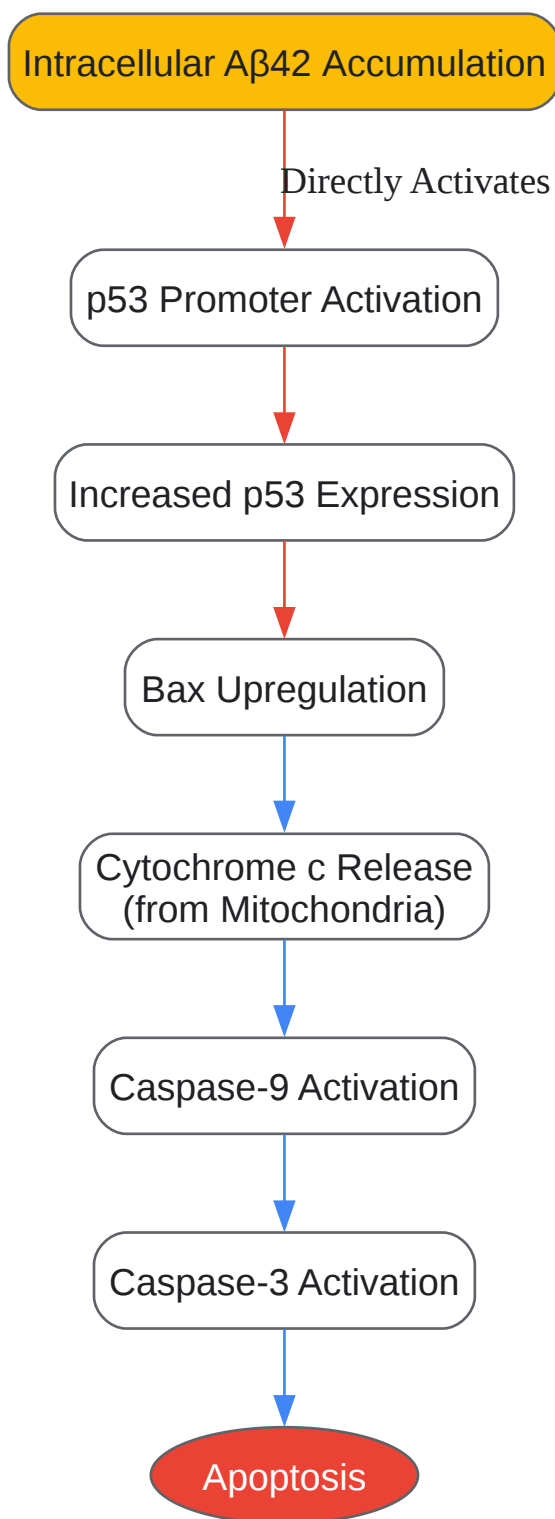 Intracellular Aβ42 Accumulation
Directly Activates
p53 Promoter Activation
Increased p53 Expression
Bax Upregulation
Cytochrome c Release
(from Mitochondria)
Caspase-9 Activation
Caspase-3 Activation
Apoptosis